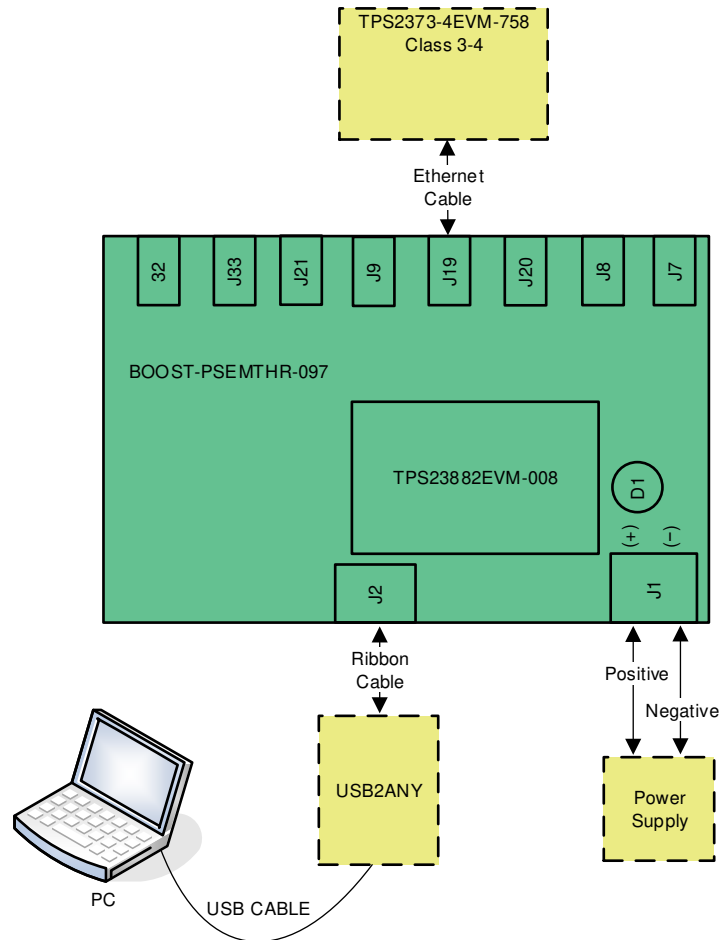 TPS2373-4EVM-758
Class 3-4
Ethernet
Cable
32
J33
J21
J9
J19
J20
J8
J7
BOOST-PSEMTHR-097
TPS23882EVM-008
D1
(+)
(−)
J2
J1
Ribbon
Cable
Positive
Negative
USB2ANY
Power
Supply
PC
USB CABLE